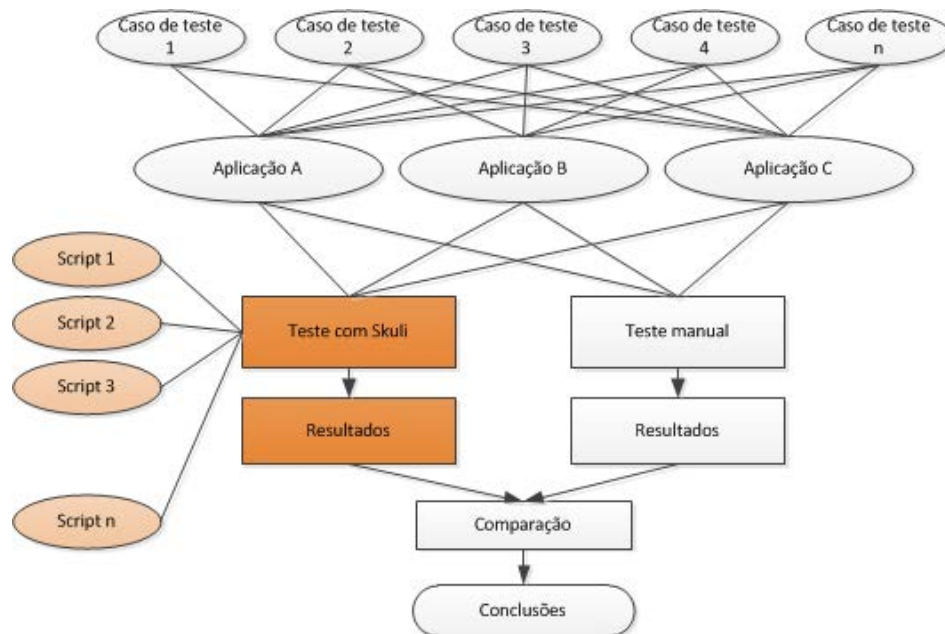 Caso de teste
1
Caso de teste
2
Caso de teste
3
Caso de teste
4
Caso de teste
n
Aplicação A
Aplicação B
Aplicação C
Script 1
Script 2
Script 3
Script n
Teste com Skuli
Teste manual
Resultados
Resultados
Comparação
Conclusões